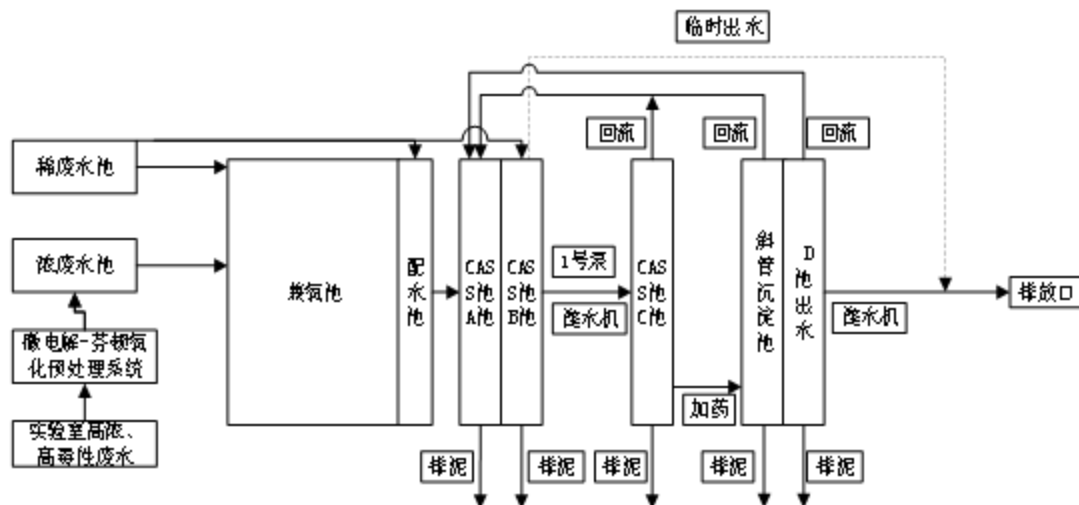 临时出水
回流
回流
回流
稀废水池
浓废水池
微电解-芬顿氧
化预处理系统
实验室高浓、
高毒性废水
兼氧池
配水池
CASS池A池
CASS池B池
1号泵
滗水机
CASS池C池
加药
斜管沉淀池
D池出水
滗水机
排放口
排泥
排泥
排泥
排泥
排泥